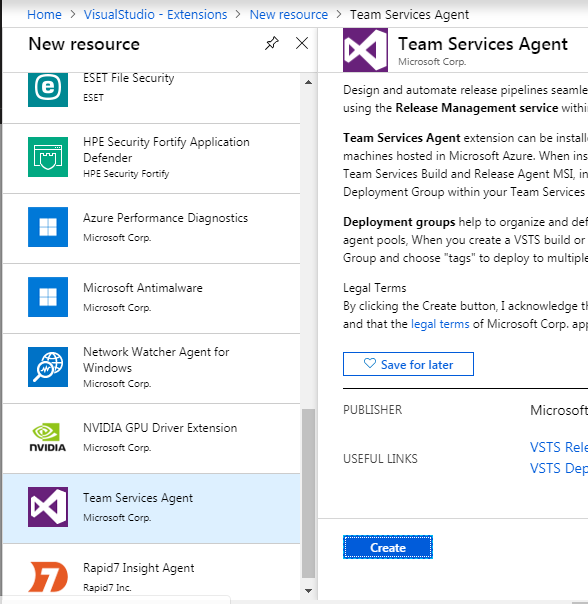 Home > VisualStudio - Extensions > New resource > Team Services Agent
New resource
ESET File Security
ESET
HPE Security Fortify Application
Defender
HPE Security Fortify
Azure Performance Diagnostics
Microsoft Corp.
Microsoft Antimalware
Microsoft Corp.
Network Watcher Agent for
Windows
Microsoft Corp.
NVIDIA
NVIDIA GPU Driver Extension
Microsoft Corp.
Team Services Agent
Microsoft Corp.
Rapid7 Insight Agent
Rapid7 Inc.
Team Services Agent
Microsoft Corp.
Design and automate release pipelines seamle
using the Release Management service within
Team Services Agent extension can be install
machines hosted in Microsoft Azure. When ins
Team Services Build and Release Agent MSI, in
Deployment Group within your Team Services
Deployment groups help to organize and def
agent pools, When you create a VSTS build or
Group and choose "tags" to deploy to multiple
Legal Terms
By clicking the Create button, I acknowledge th
and that the legal terms of Microsoft Corp. app
Save for later
PUBLISHER
Microsoft
USEFUL LINKS
VSTS Rele
VSTS Dep
Create